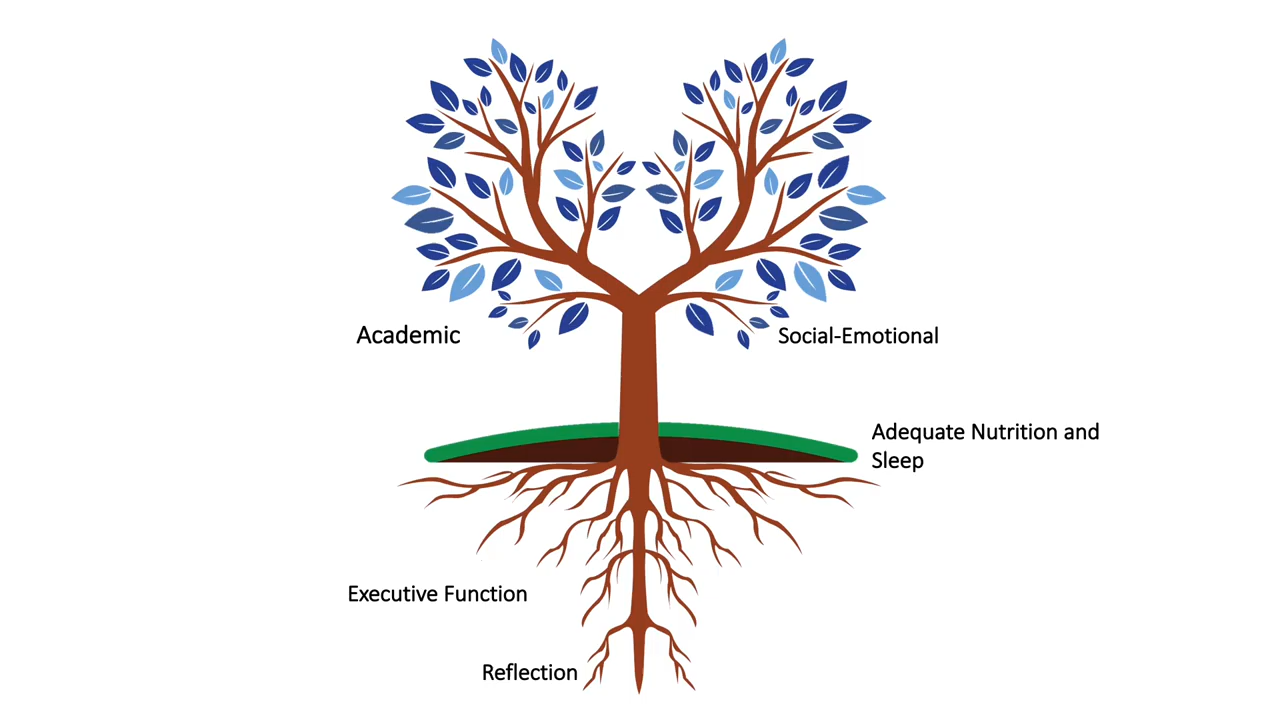 Academic
Social-Emotional
Adequate Nutrition and
Sleep
Executive Function
Reflection